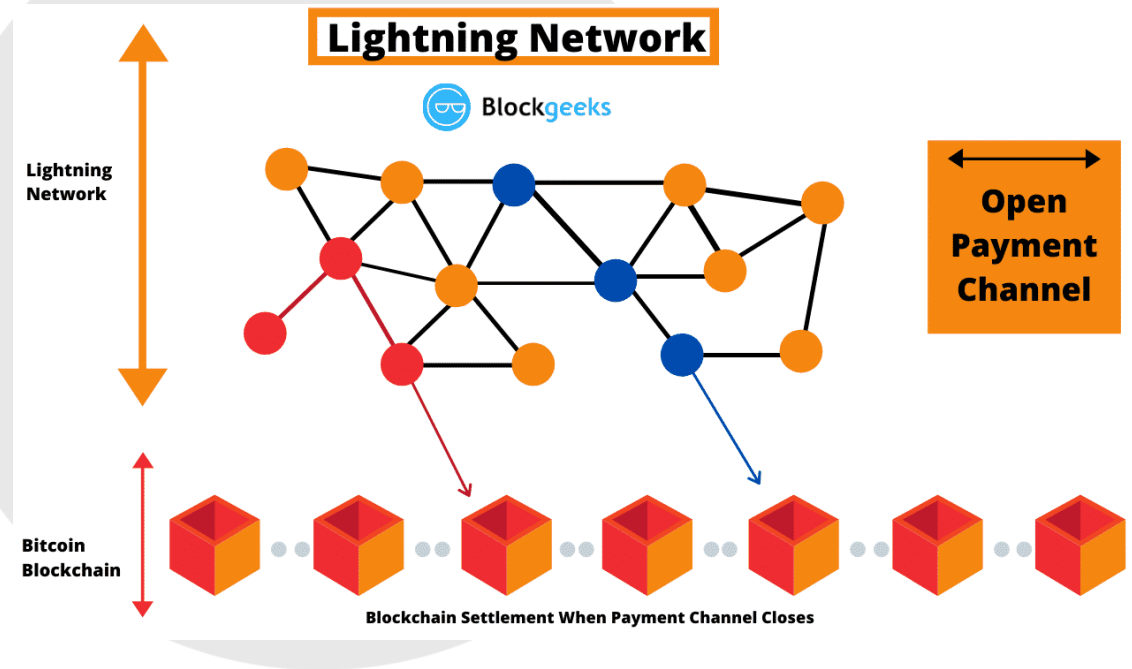 Lightning Network
Blockgeeks
Lightning
Network
Open
Payment
Channel
Bitcoin
Blockchain
Blockchain Settlement When Payment Channel Closes